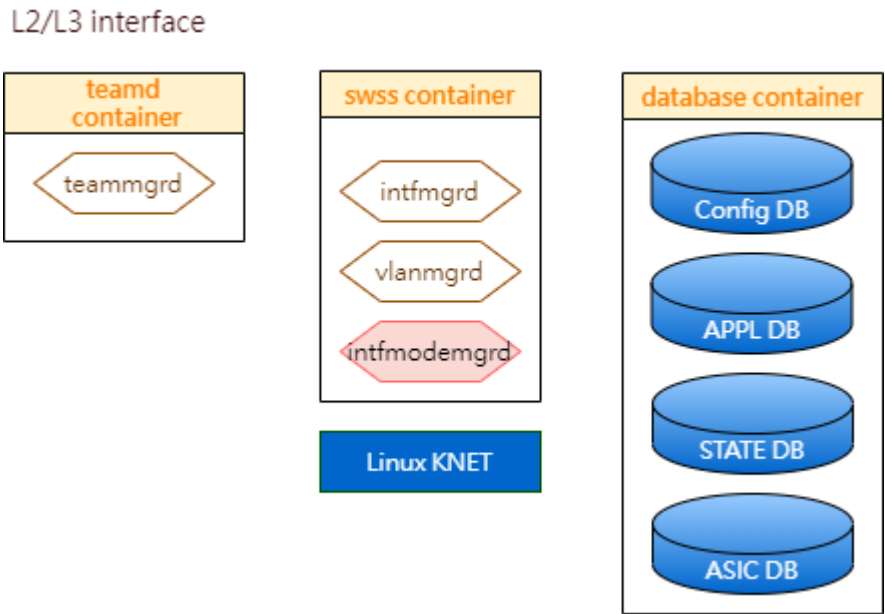 L2/L3 interface
teamd
container
teammgrd
swss container
intfmgrd
vlanmgrd
intfmodemgrd
Linux KNET
database container
Config DB
APPL DB
STATE DB
ASIC DB